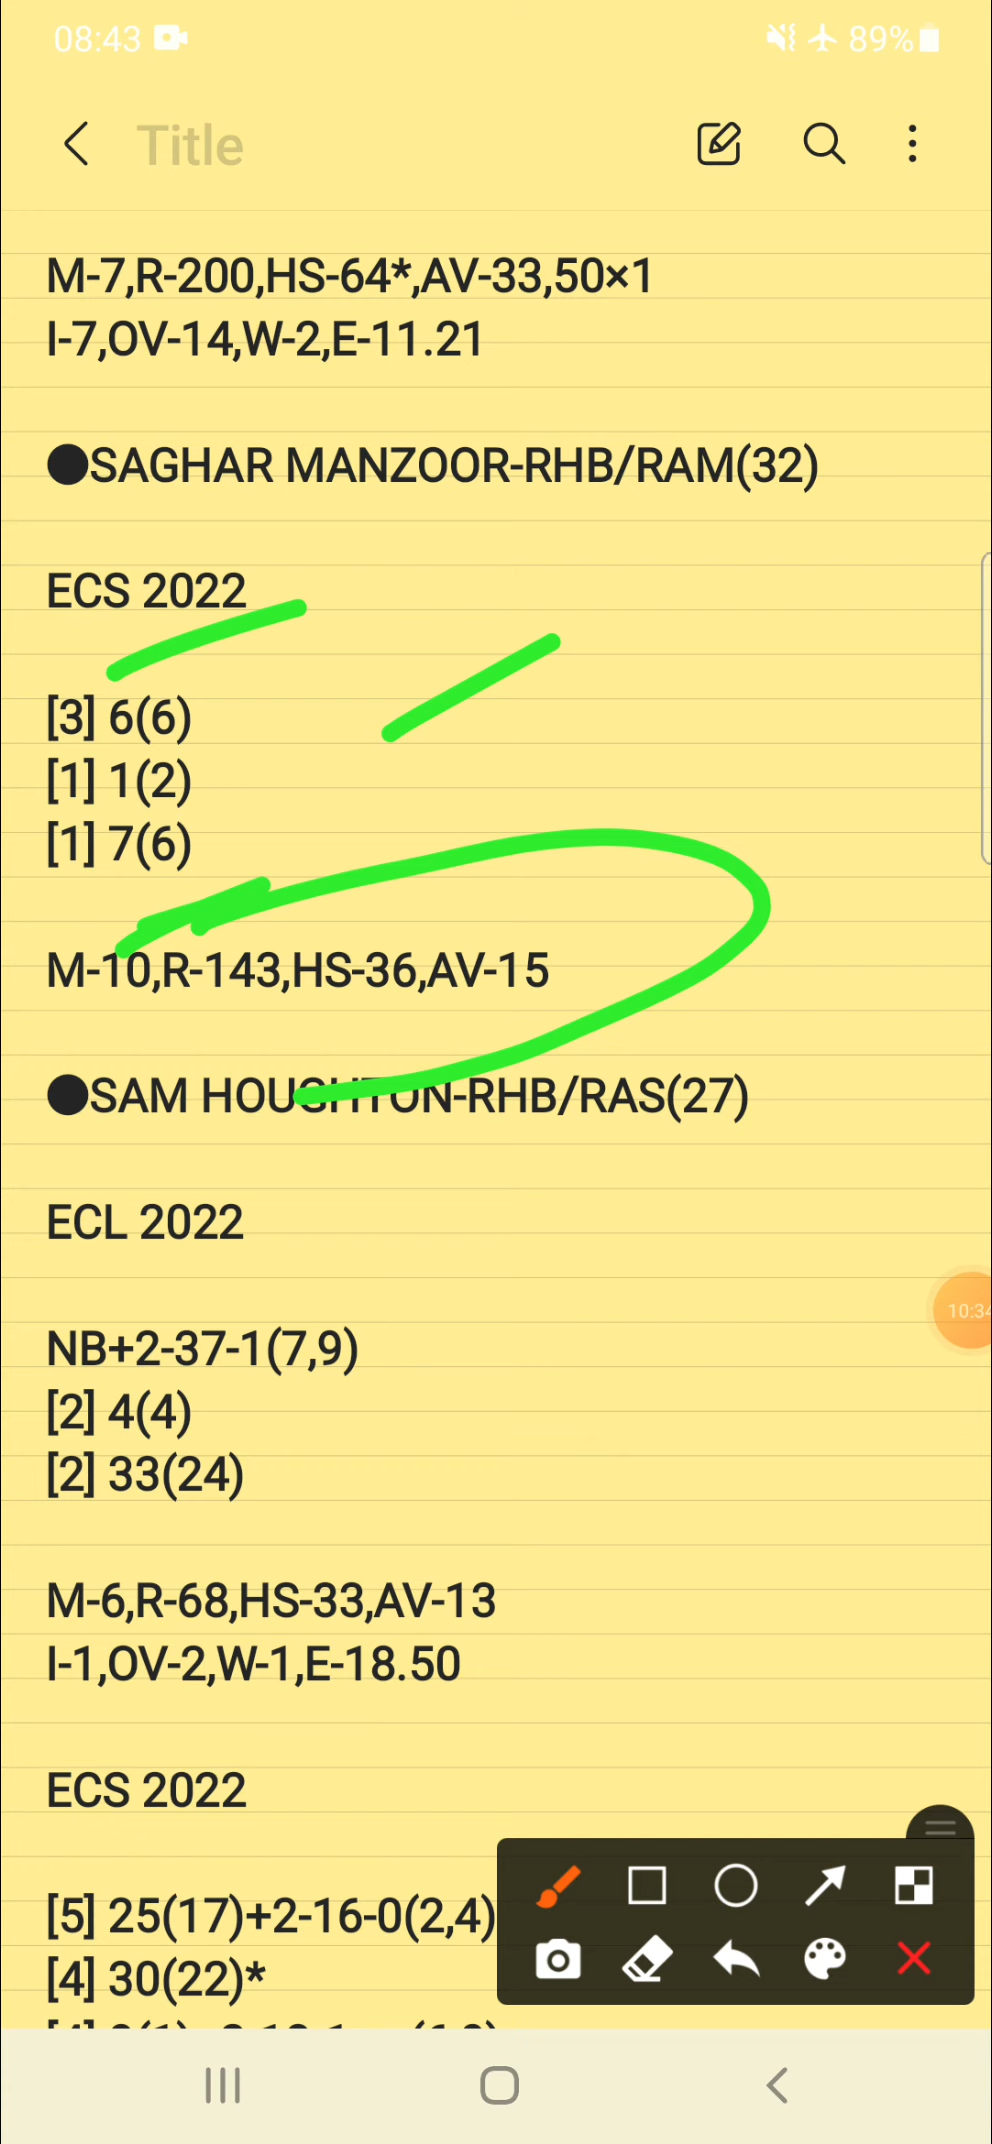 08:43 89%
Title
M-7,R-200,HS-64*,AV-33,50×1
I-7,OV-14,W-2,E-11.21
●SAGHAR MANZOOR-RHB/RAM(32)
ECS 2022
[3] 6(6)
[1] 1(2)
[1] 7(6)
M-10,R-143,HS-36,AV-15
●SAM HOUGHTON-RHB/RAS(27)
ECL 2022
10:34
NB+2-37-1(7,9)
[2] 4(4)
[2] 33(24)
M-6,R-68,HS-33,AV-13
I-1,OV-2,W-1,E-18.50
ECS 2022
[5] 25(17)+2-16-0(2,4)
[4] 30(22)*